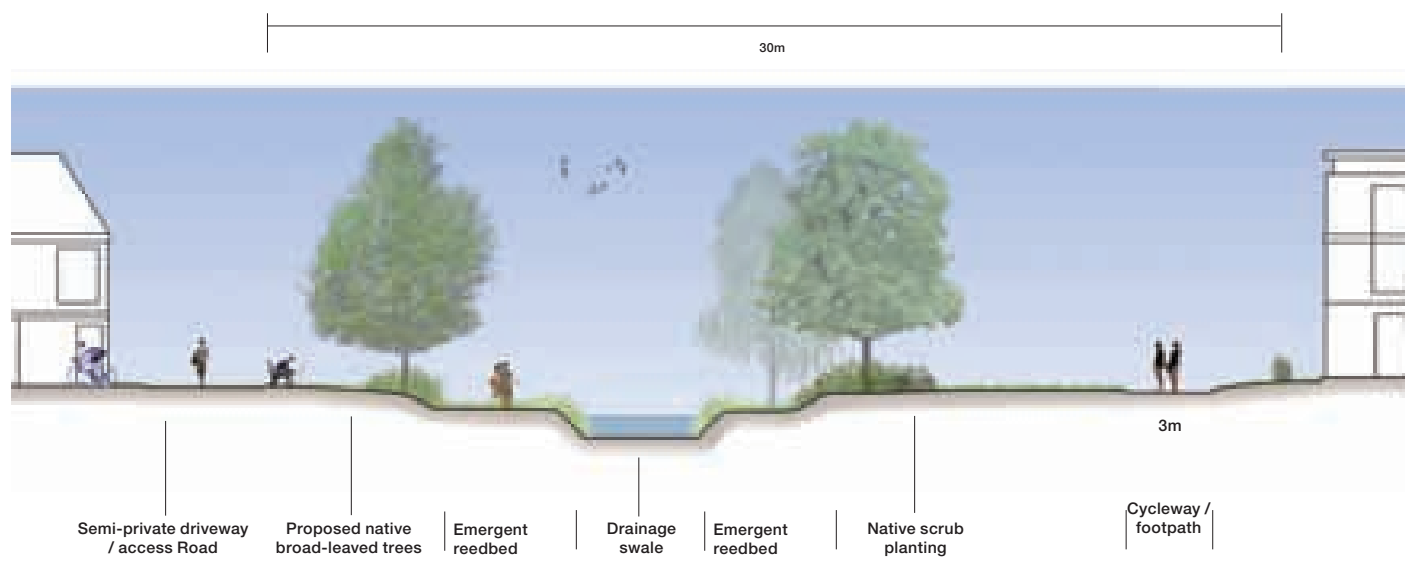 30m
3m
Semi-private driveway
/ access Road
Proposed native
broad-leaved trees
Emergent
reedbed
Drainage
swale
Emergent
reedbed
Native scrub
planting
Cycleway /
footpath